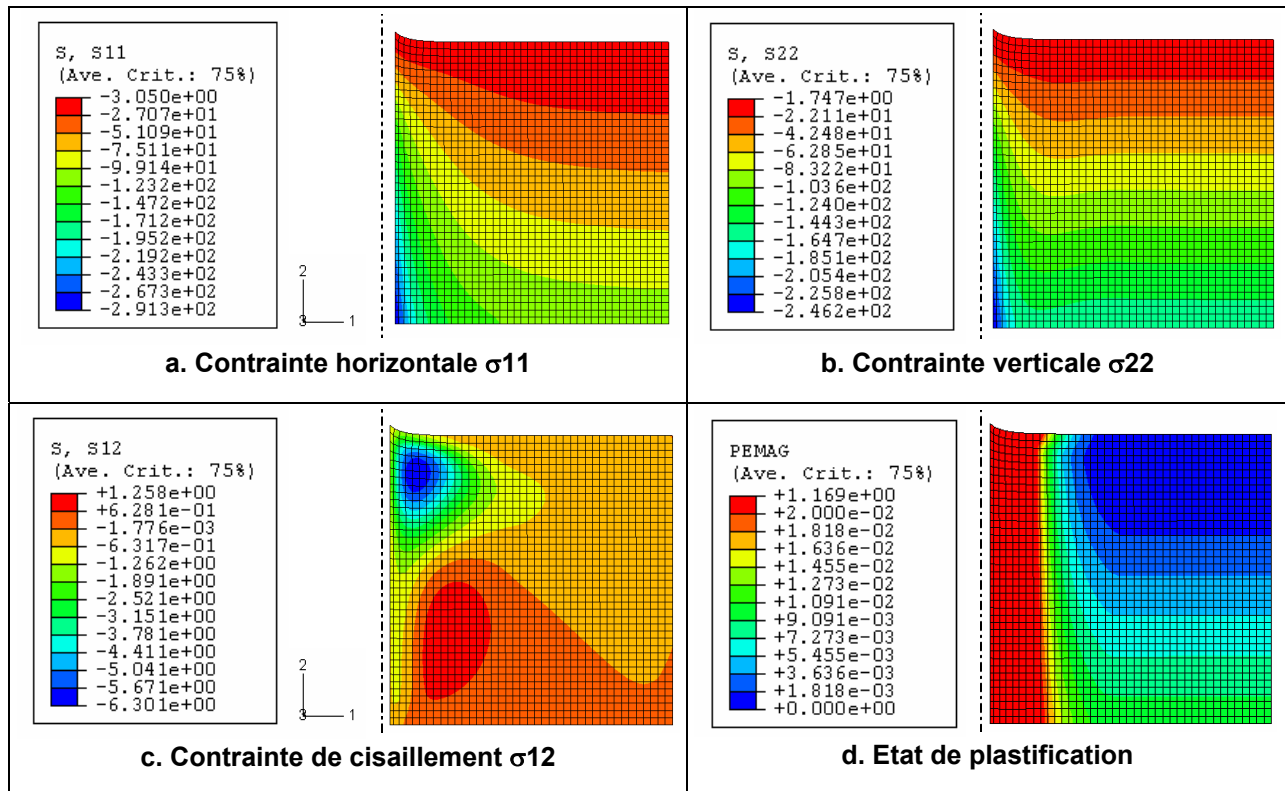 S, S11
(Ave. Crit.: 75%)
-3.050e+00
-2.707e+01
-5.109e+01
-7.511e+01
-9.914e+01
-1.232e+02
-1.472e+02
-1.712e+02
-1.952e+02
-2.192e+02
-2.433e+02
-2.673e+02
-2.913e+02
2
3 1
a. Contrainte horizontale σ11
S, S22
(Ave. Crit.: 75%)
-1.747e+00
-2.211e+01
-4.248e+01
-6.285e+01
-8.322e+01
-1.036e+02
-1.240e+02
-1.443e+02
-1.647e+02
-1.851e+02
-2.054e+02
-2.258e+02
-2.462e+02
b. Contrainte verticale σ22
S, S12
(Ave. Crit.: 75%)
+1.258e+00
+6.281e-01
-1.776e-03
-6.317e-01
-1.262e+00
-1.891e+00
-2.521e+00
-3.151e+00
-3.781e+00
-4.411e+00
-5.041e+00
-5.671e+00
-6.301e+00
2
3 1
c. Contrainte de cisaillement σ12
PEMAG
(Ave. Crit.: 75%)
+1.169e+00
+2.000e-02
+1.818e-02
+1.636e-02
+1.455e-02
+1.273e-02
+1.091e-02
+9.091e-03
+7.273e-03
+5.455e-03
+3.636e-03
+1.818e-03
+0.000e+00
d. Etat de plastification